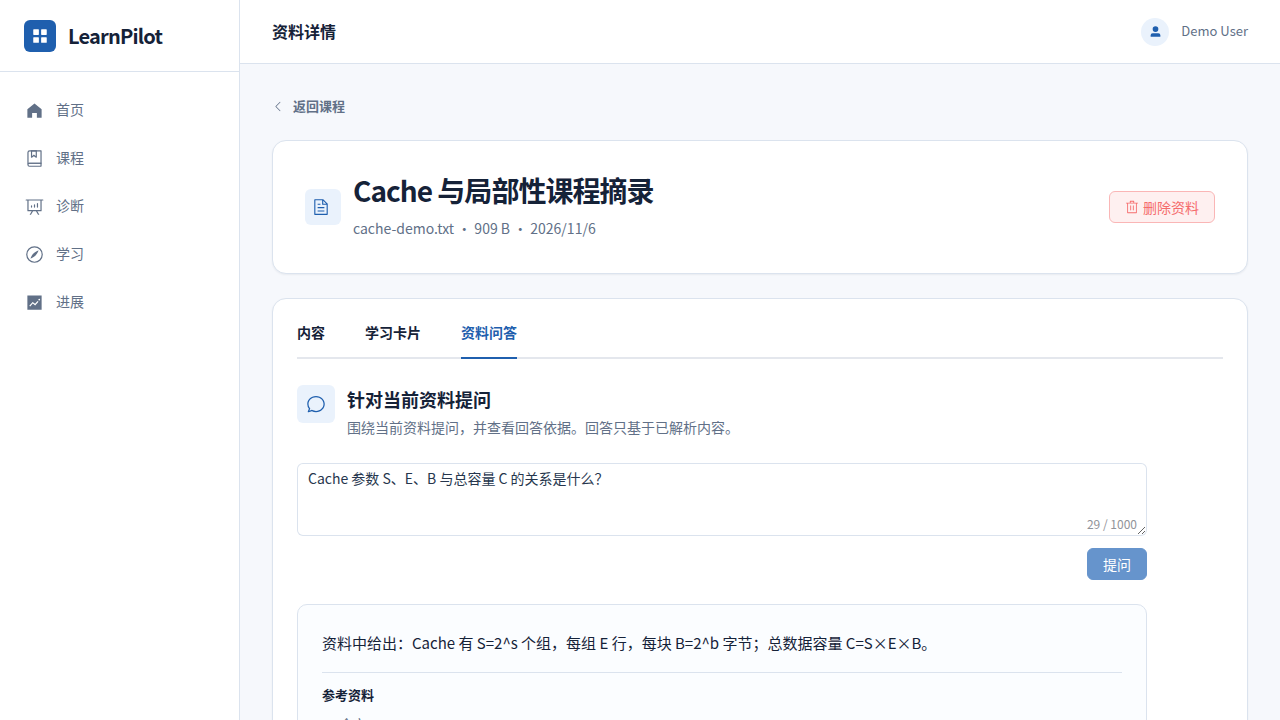 LearnPilot
首页
课程
诊断
学习
进展
资料详情
Demo User
返回课程
Cache 与局部性课程摘录
cache-demo.txt • 909 B • 2026/11/6
删除资料
内容
学习卡片
资料问答
针对当前资料提问
围绕当前资料提问，并查看回答依据。回答只基于已解析内容。
Cache 参数 S、E、B 与总容量 C 的关系是什么？
29 / 1000
提问
资料中给出：Cache 有 S=2^s 个组，每组 E 行，每块 B=2^b 字节；总数据容量 C=S×E×B。
参考资料